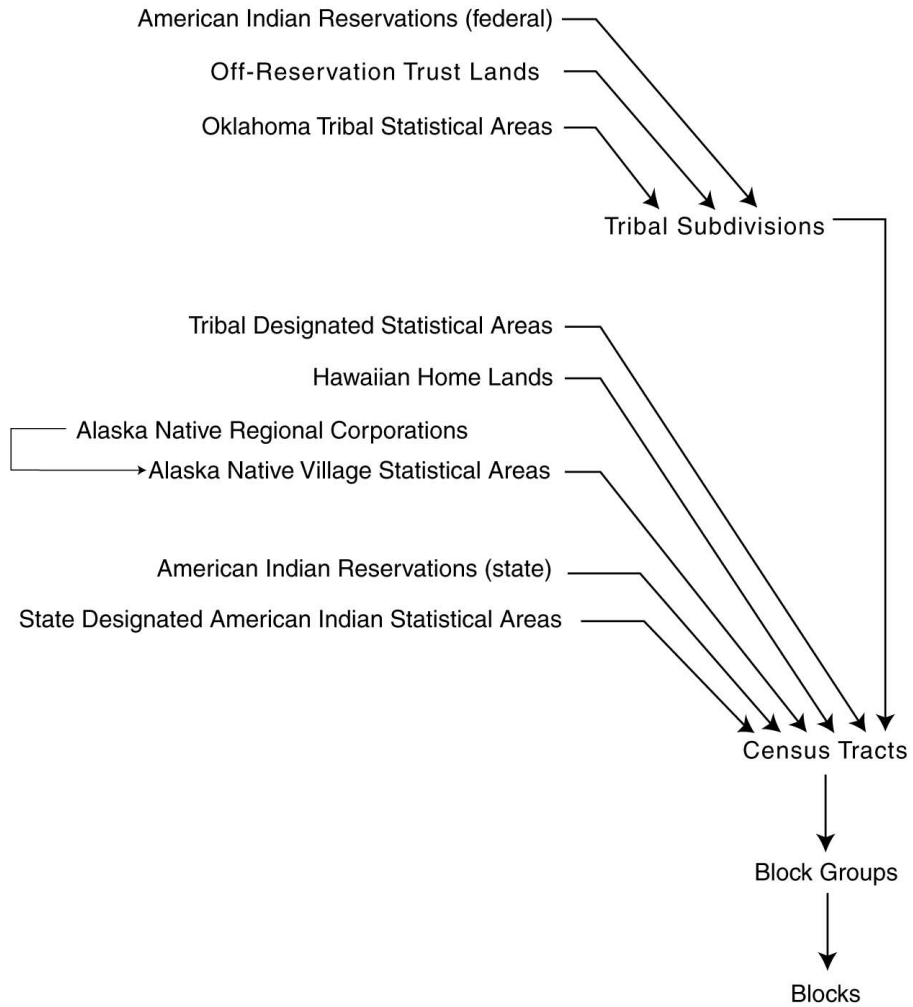 American Indian Reservations (federal)
Off-Reservation Trust Lands
Oklahoma Tribal Statistical Areas
Tribal Subdivisions
Tribal Designated Statistical Areas
Hawaiian Home Lands
Alaska Native Regional Corporations
Alaska Native Village Statistical Areas
American Indian Reservations (state)
State Designated American Indian Statistical Areas
Census Tracts
Block Groups
Blocks